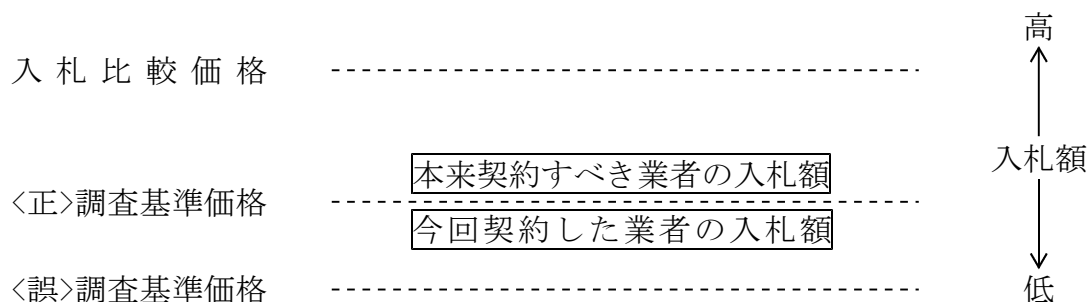 高
入札比較価格
入札額
本来契約すべき業者の入札額
<正>調査基準価格
今回契約した業者の入札額
<誤>調査基準価格
低